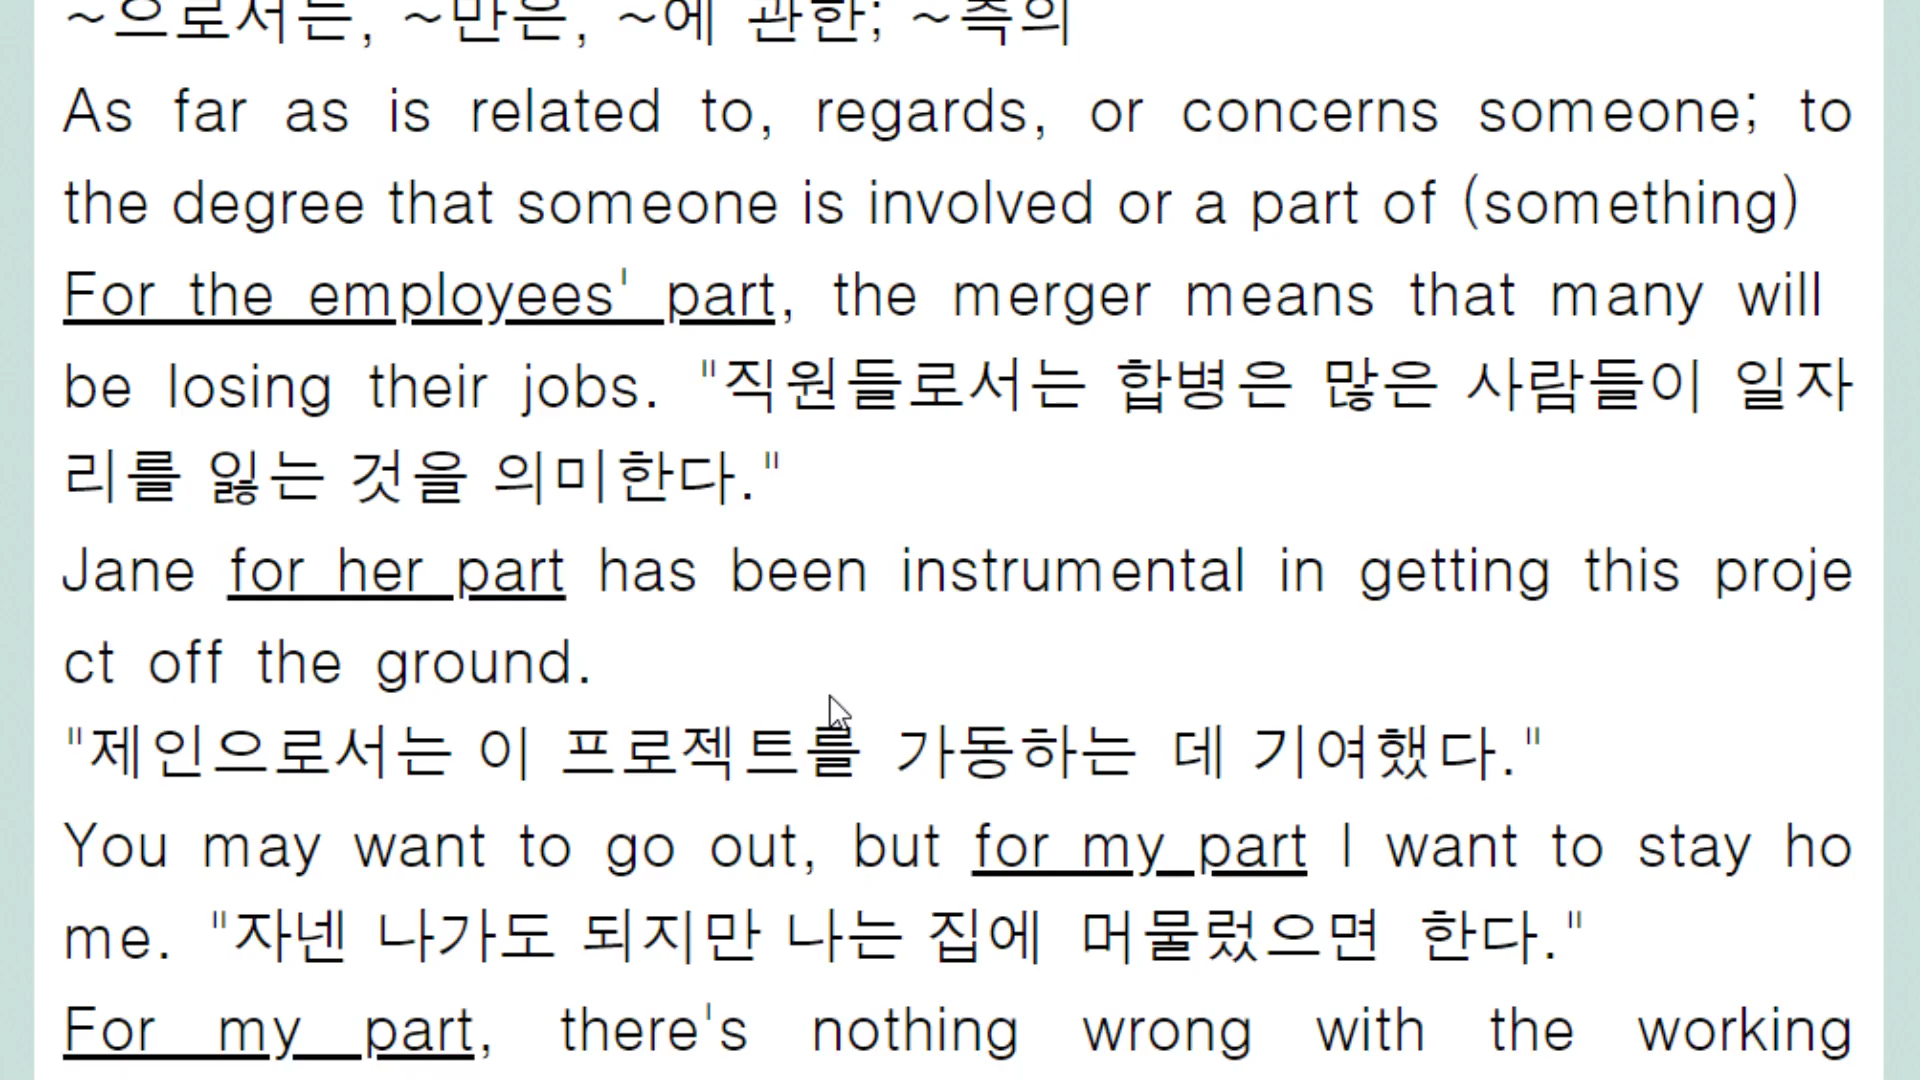 ~으로서는, ~만은, ~에 관한; ~측의
As far as is related to, regards, or concerns someone; to
the degree that someone is involved or a part of (something)
For the employees' part, the merger means that many will
be losing their jobs. "직원들로서는 합병은 많은 사람들이 일자
리를 잃는 것을 의미한다."
Jane for her part has been instrumental in getting this proje
ct off the ground.
"제인으로서는 이 프로젝트를 가동하는 데 기여했다."
You may want to go out, but for my part I want to stay ho
me. "자넨 나가도 되지만 나는 집에 머물렀으면 한다."
For my part, there's nothing wrong with the working